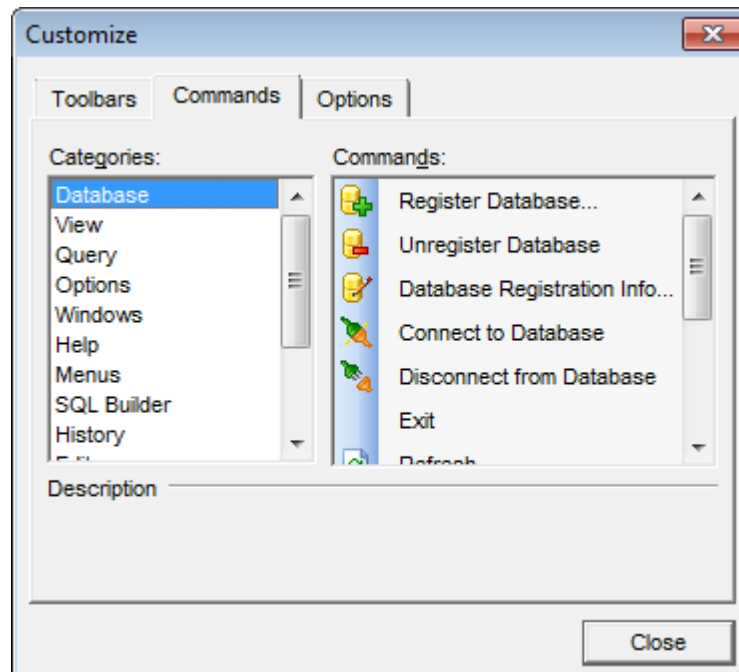 Customize
Toolbars
Commands
Options
Categories:
Database
View
Query
Options
Windows
Help
Menus
SQL Builder
History
Commands:
Register Database...
Unregister Database
Database Registration Info...
Connect to Database
Disconnect from Database
Exit
Refresh
Description
Close